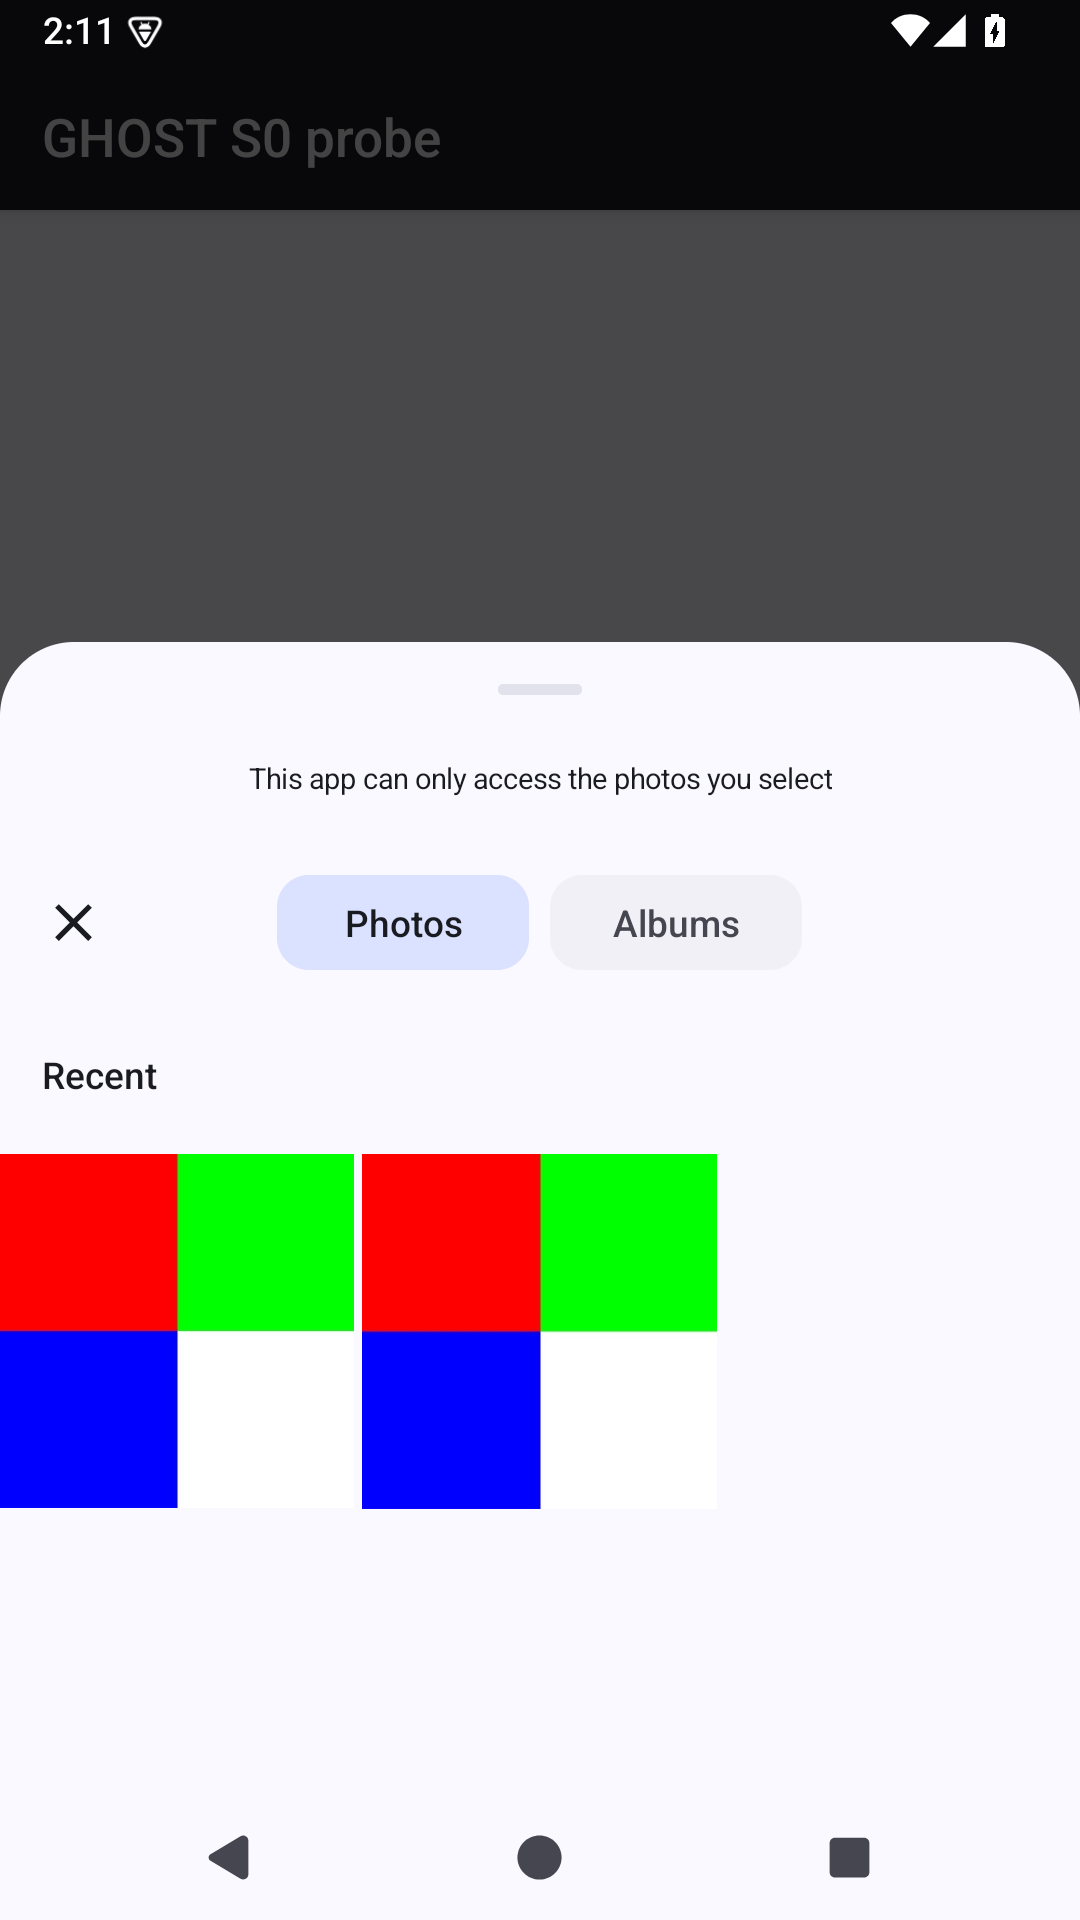 2:11
GHOST S0 probe
This app can only access the photos you select
Photos Albums
Recent